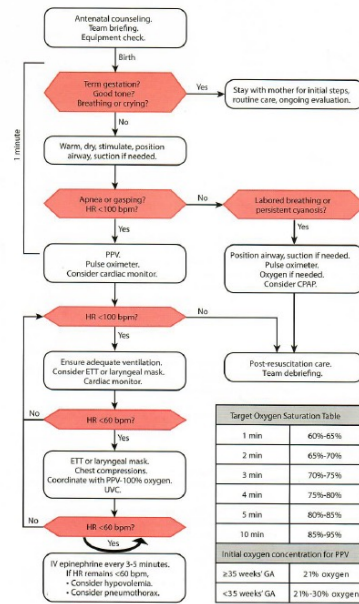 Antenatal counseling.
Team briefing.
Equipment check.
Birth
1 minute
Term gestation?
Good tone?
Breathing or crying?
Yes
Stay with mother for initial steps,
routine care, ongoing evaluation.
No
Warm, dry, stimulate, position
airway, suction if needed.
Apnea or gasping?
HR <100 bpm?
No
Labored breathing or
persistent cyanosis?
Yes
Yes
PPV.
Pulse oximeter.
Consider cardiac monitor.
Position airway, suction if needed.
Pulse oximeter.
Oxygen if needed.
Consider CPAP.
HR <100 bpm?
No
Yes
Ensure adequate ventilation.
Consider ETT or laryngeal mask.
Cardiac monitor.
Post-resuscitation care.
Team debriefing.
No
HR <60 bpm?
Yes
ETT or laryngeal mask.
Chest compressions.
Coordinate with PPV-100% oxygen.
UVC.
No
HR <60 bpm?
Yes
IV epinephrine every 3-5 minutes.
If HR remains <60 bpm,
• Consider hypovolemia.
• Consider pneumothorax.
Target Oxygen Saturation Table
1 min 60%-65%
2 min 65%-70%
3 min 70%-75%
4 min 75%-80%
5 min 80%-85%
10 min 85%-95%
Initial oxygen concentration for PPV
≥35 weeks' GA 21% oxygen
<35 weeks' GA 21%-30% oxygen